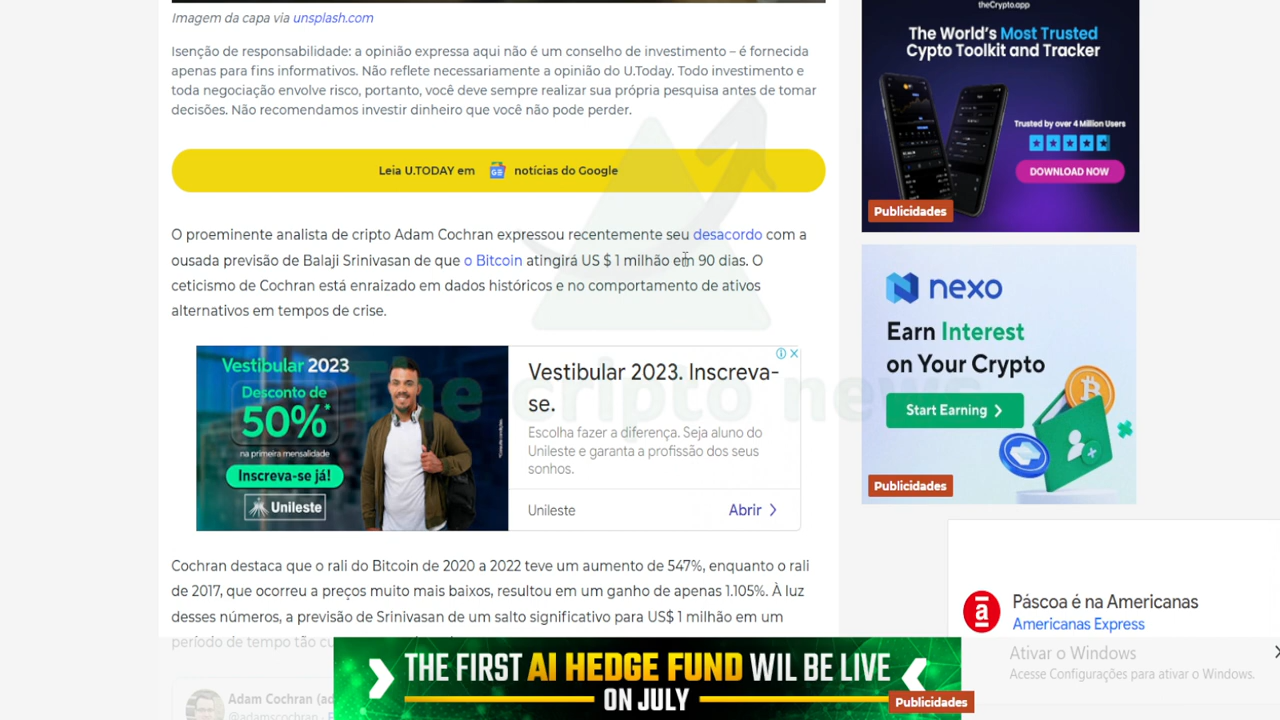 Imagem da capa via unsplash.com
Isenção de responsabilidade: a opinião expressa aqui não é um conselho de investimento – é fornecida
apenas para fins informativos. Não reflete necessariamente a opinião do U.Today. Todo investimento e
toda negociação envolve risco, portanto, você deve sempre realizar sua própria pesquisa antes de tomar
decisões. Não recomendamos investir dinheiro que você não pode perder.
Leia U.TODAY em GE notícias do Google
O proeminente analista de cripto Adam Cochran expressou recentemente seu desacordo com a
ousada previsão de Balaji Srinivasan de que o Bitcoin atingirá US $ 1 milhão em 90 dias. O
ceticismo de Cochran está enraizado em dados históricos e no comportamento de ativos
alternativos em tempos de crise.
Vestibular 2023
Desconto de
50%*
na primeira mensalidade
Inscreva-se já!
Unileste
Vestibular 2023. Inscreva-
se.
Escolha fazer a diferença. Seja aluno do
Unileste e garanta a profissão dos seus
sonhos.
Unileste
Abrir
The cripto news
Cochran destaca que o rali do Bitcoin de 2020 a 2022 teve um aumento de 547%, enquanto o rali
de 2017, que ocorreu a preços muito mais baixos, resultou em um ganho de apenas 1.105%. À luz
desses números, a previsão de Srinivasan de um salto significativo para US$ 1 milhão em um
período de tempo tão
Adam Cochran (ad
@adamscochran
theCrypto.app
The World's Most Trusted
Cypto Toolkit and Tracker
Trusted by over 4 Million Users
DOWNLOAD NOW
Publicidades
nexo
Earn Interest
on Your Crypto
Start Earning
Publicidades
a
Páscoa é na Americanas
Americanas Express
Ativar o Windows
Acesse Configurações para ativar o Windows.
THE FIRST AI HEDGE FUND WIL BE LIVE
ON JULY
Publicidades